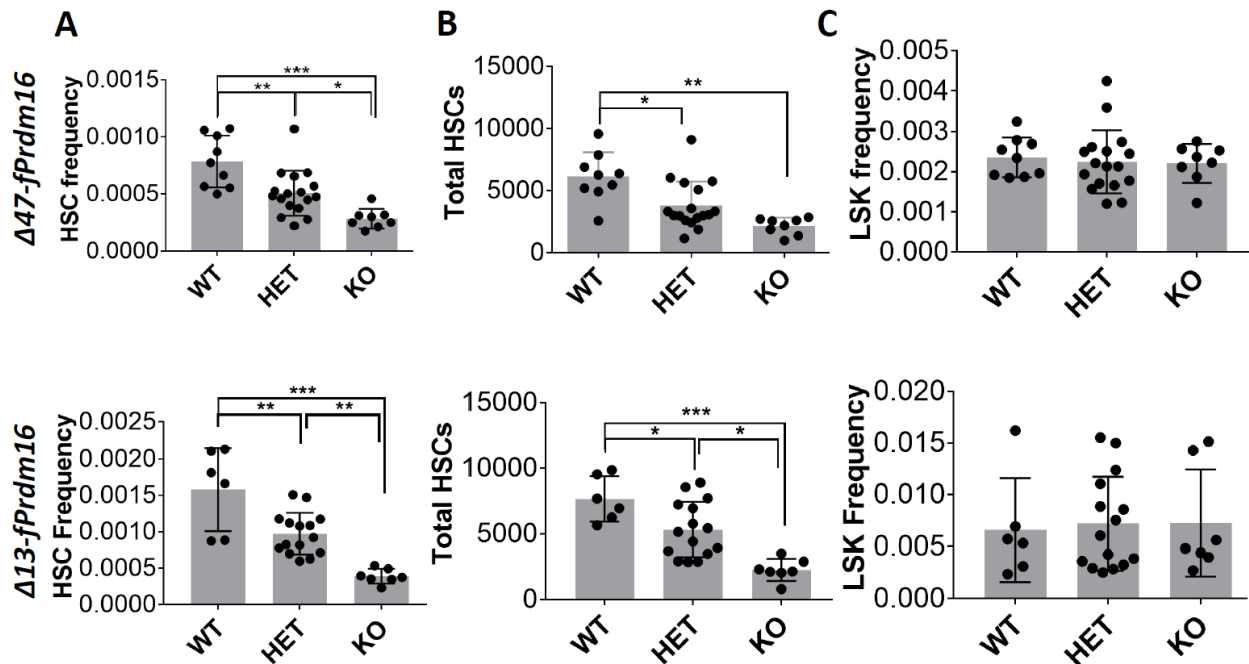 A
B
C
Δ47-fPrdm16
HSC frequency
0.0015
0.0010
0.0005
0.0000
***
**
*
WT
HET
KO
Total HSCs
15000
10000
5000
0
**
*
WT
HET
KO
LSK frequency
0.005
0.004
0.003
0.002
0.001
0.000
WT
HET
KO
Δ13-fPrdm16
HSC Frequency
0.0025
0.0020
0.0015
0.0010
0.0005
0.0000
***
**
**
WT
HET
KO
Total HSCs
15000
10000
5000
0
***
*
*
WT
HET
KO
LSK Frequency
0.020
0.015
0.010
0.005
0.000
WT
HET
KO